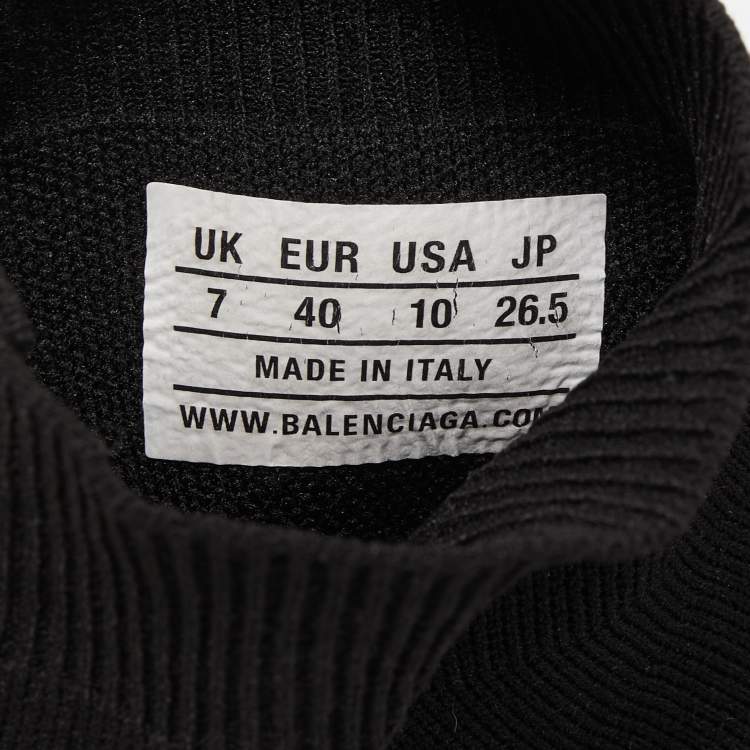 UK EUR USA JP
7 40 10 26.5
MADE IN ITALY
WWW.BALENCIAGA.COM